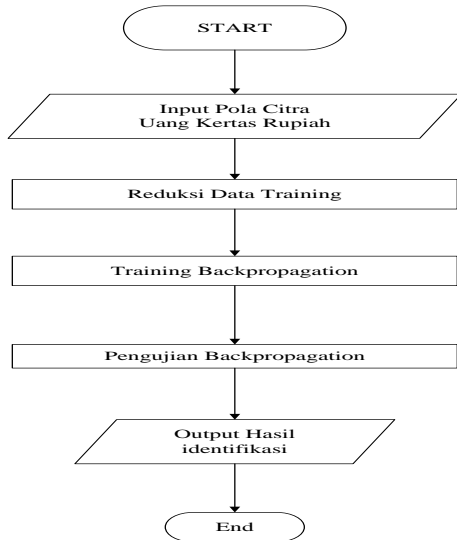 START
Input Pola Citra
Uang Kertas Rupiah
Reduksi Data Training
Training Backpropagation
Pengujian Backpropagation
Output Hasil
identifikasi
End